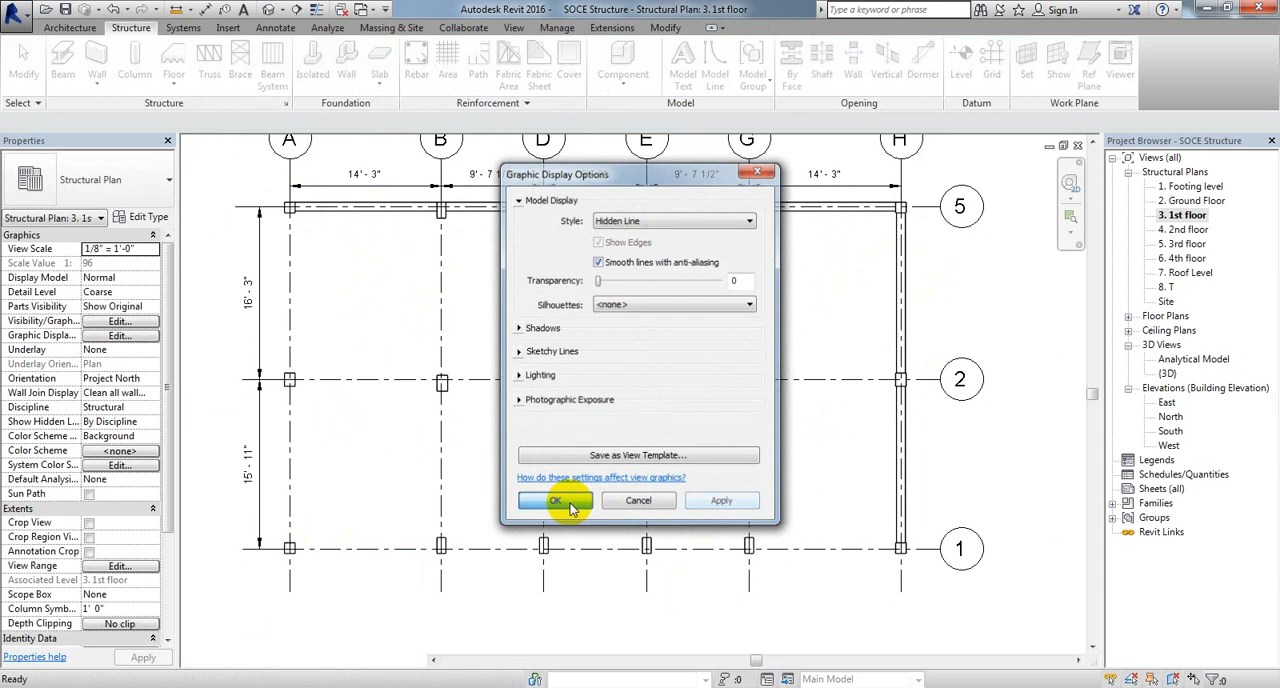 Autodesk Revit 2016 -    SOCE Structure - Structural Plan: 3. 1st floor
Type a keyword or phrase
Sign In
Architecture Structure Systems Insert Annotate Analyze Massing & Site Collaborate View Manage Extensions Modify
Modify Beam Wall Column Floor Truss Brace Beam System Isolated Wall Slab Rebar Area Path Fabric Area Fabric Sheet Cover Component Model Text Model Line Model Group By Face Shaft Wall Vertical Dormer Level Grid Set Show Ref Plane Viewer
Select Structure Foundation Reinforcement Model Opening Datum Work Plane
Properties
Structural Plan
Structural Plan: 3. 1s
Edit Type
Graphics
View Scale 1/8" = 1'-0"
Scale Value 1: 96
Display Model Normal
Detail Level Coarse
Parts Visibility Show Original
Visibility/Graph... Edit...
Graphic Displa... Edit...
Underlay None
Underlay Orien... Plan
Orientation Project North
Wall Join Display Clean all wall...
Discipline Structural
Show Hidden L... By Discipline
Color Scheme ... Background
Color Scheme <none>
System Color S... Edit...
Default Analysi... None
Sun Path
Extents
Crop View
Crop Region Vi...
Annotation Crop
View Range Edit...
Associated Level 3. 1st floor
Scope Box None
Column Symb... 1' 0"
Depth Clipping No clip
Identity Data
Properties help
Apply
A B D E G H
14' - 3" 9' - 7 1/2" 9' - 7 1/2" 14' - 3"
16' - 3"
15' - 11"
5
2
1
Graphic Display Options
Model Display
Style: Hidden Line
Show Edges
Smooth lines with anti-aliasing
Transparency: 0
Silhouettes: <none>
Shadows
Sketchy Lines
Lighting
Photographic Exposure
Save as View Template...
How do these settings affect view graphics?
OK Cancel Apply
2D
Project Browser - SOCE Structure
Views (all)
Structural Plans
1. Footing level
2. Ground Floor
3. 1st floor
4. 2nd floor
5. 3rd floor
6. 4th floor
7. Roof Level
8. T
Site
Floor Plans
Ceiling Plans
3D Views
Analytical Model
{3D}
Elevations (Building Elevation)
East
North
South
West
Legends
Schedules/Quantities
Sheets (all)
Families
Groups
Revit Links
Ready
:0
Main Model
:0